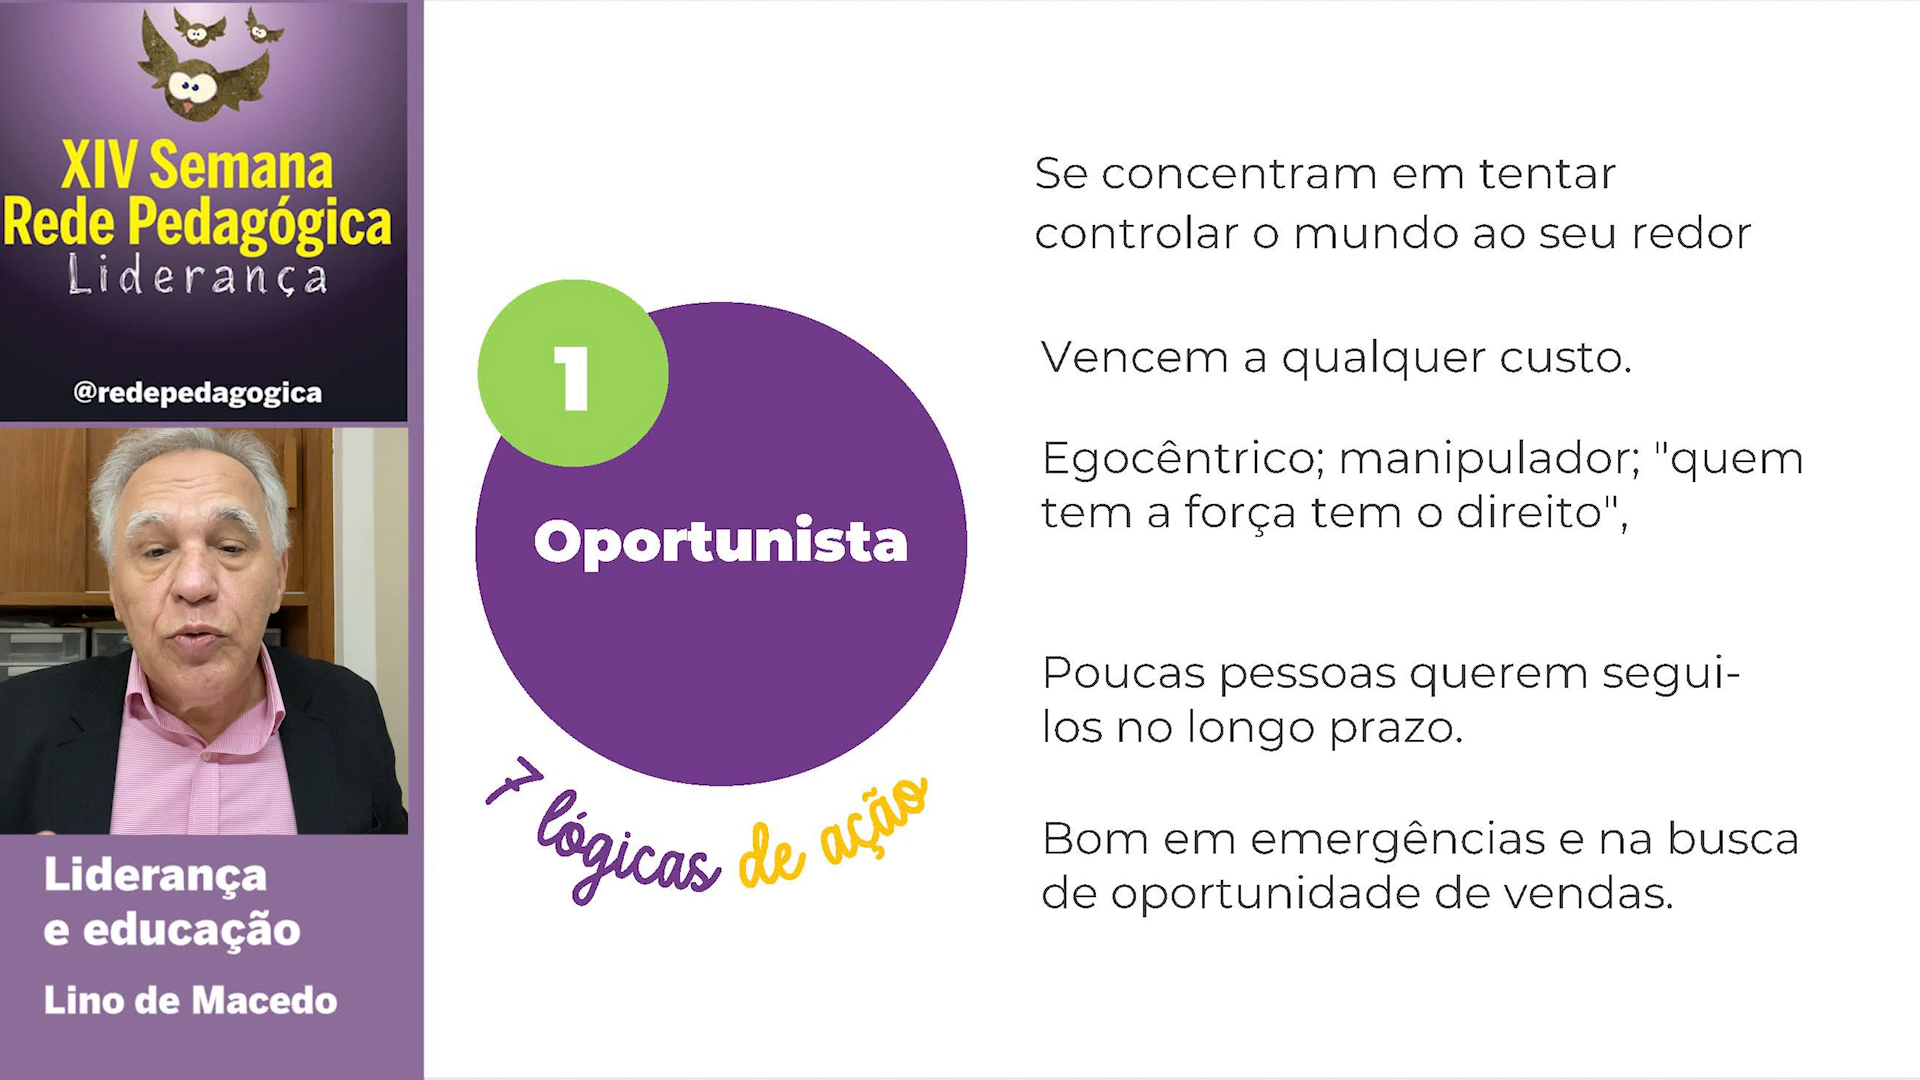 XIV Semana
Rede Pedagógica
Liderança
@redepedagogica
Liderança
e educação
Lino de Macedo
1
Oportunista
7 lógicas de ação
Se concentram em tentar
controlar o mundo ao seu redor
Vencem a qualquer custo.
Egocêntrico; manipulador; "quem
tem a força tem o direito",
Poucas pessoas querem segui-
los no longo prazo.
Bom em emergências e na busca
de oportunidade de vendas.